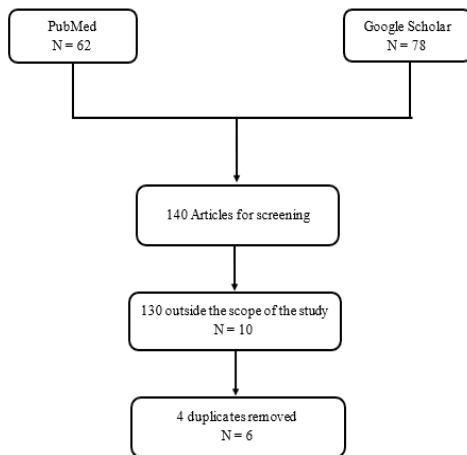 PubMed
N = 62
Google Scholar
N = 78
140 Articles for screening
130 outside the scope of the study
N = 10
4 duplicates removed
N = 6